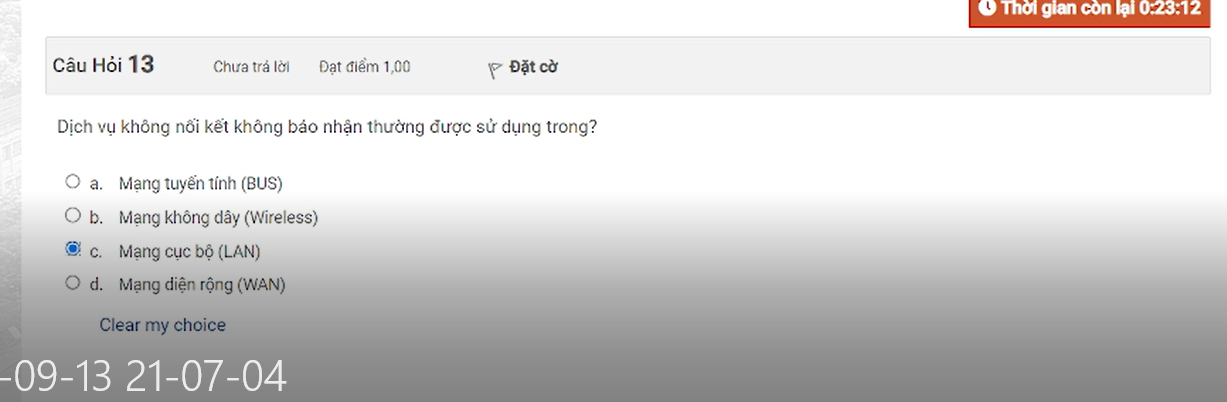 Thời gian còn lại 0:23:12
Câu Hỏi 13 Chưa trả lời Đạt điểm 1,00 Đặt cờ
Dịch vụ không nối kết không báo nhận thường được sử dụng trong?
a. Mạng tuyến tính (BUS)
b. Mạng không dây (Wireless)
c. Mạng cục bộ (LAN)
d. Mạng diện rộng (WAN)
Clear my choice
-09-13 21-07-04